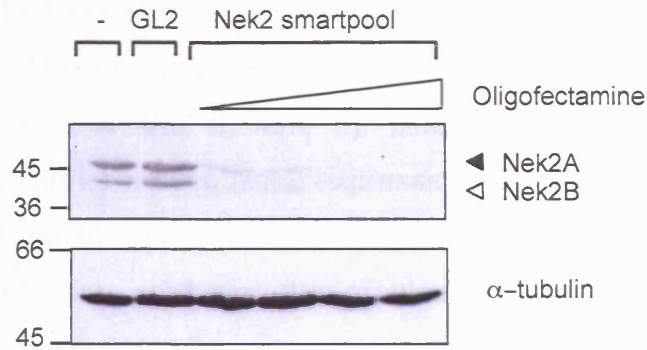 - GL2 Nek2 smartpool
Oligofectamine
45
Nek2A
Nek2B
36
66
α-tubulin
45